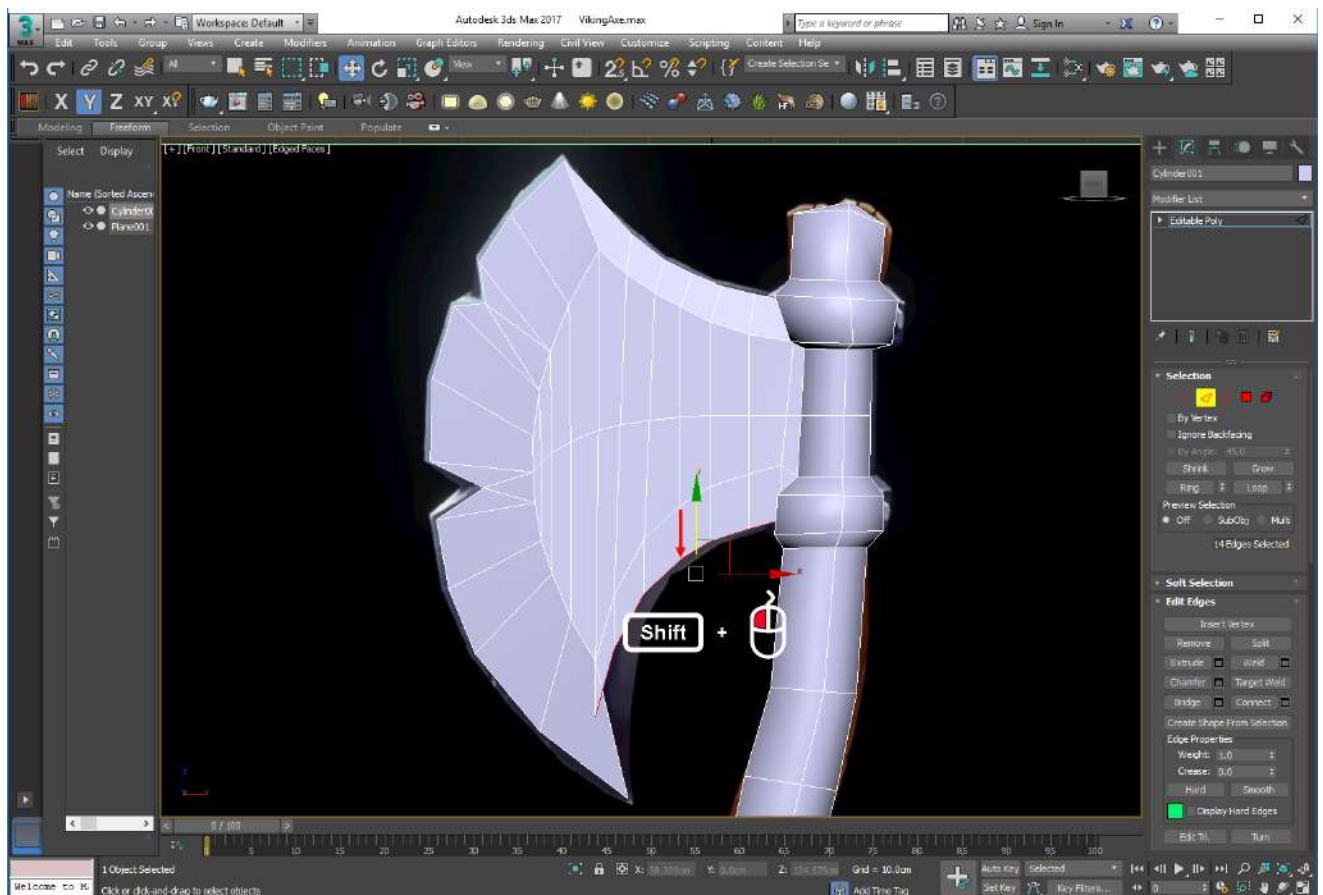 3
MAX
Workspace: Default
Autodesk 3ds Max 2017 VikingAxe.max
Type a keyword or phrase
Sign In
Edit Tools Group Views Create Modifiers Animation Graph Editors Rendering Civil View Customize Scripting Content Help
All
View
Create Selection Se
X Y Z XY XY
Modeling Freeform Selection Object Paint Populate
Select Display
[+] [Front] [Standard] [Edged Faces]
Name (Sorted Ascen
Cylinder00
Plane001
Cylinder001
Modifier List
Editable Poly
Selection
By Vertex
Ignore Backfacing
By Angle: 45.0
Shrink Grow
Ring Loop
Preview Selection
Off SubObj Multi
14 Edges Selected
Soft Selection
Edit Edges
Insert Vertex
Remove Split
Extrude Weld
Chamfer Target Weld
Bridge Connect
Create Shape From Selection
Edge Properties
Weight: 1.0
Crease: 0.0
Hard Smooth
Display Hard Edges
Edit Tri. Turn
Shift +
0 / 100
0 5 10 15 20 25 30 35 40 45 50 55 60 65 70 75 80 85 90 95 100
1 Object Selected
X: Y: 0.0cm Z: Grid = 10.0cm
Auto Key Selected
Welcome to M
Click or click-and-drag to select objects
Add Time Tag
Set Key Key Filters...
0